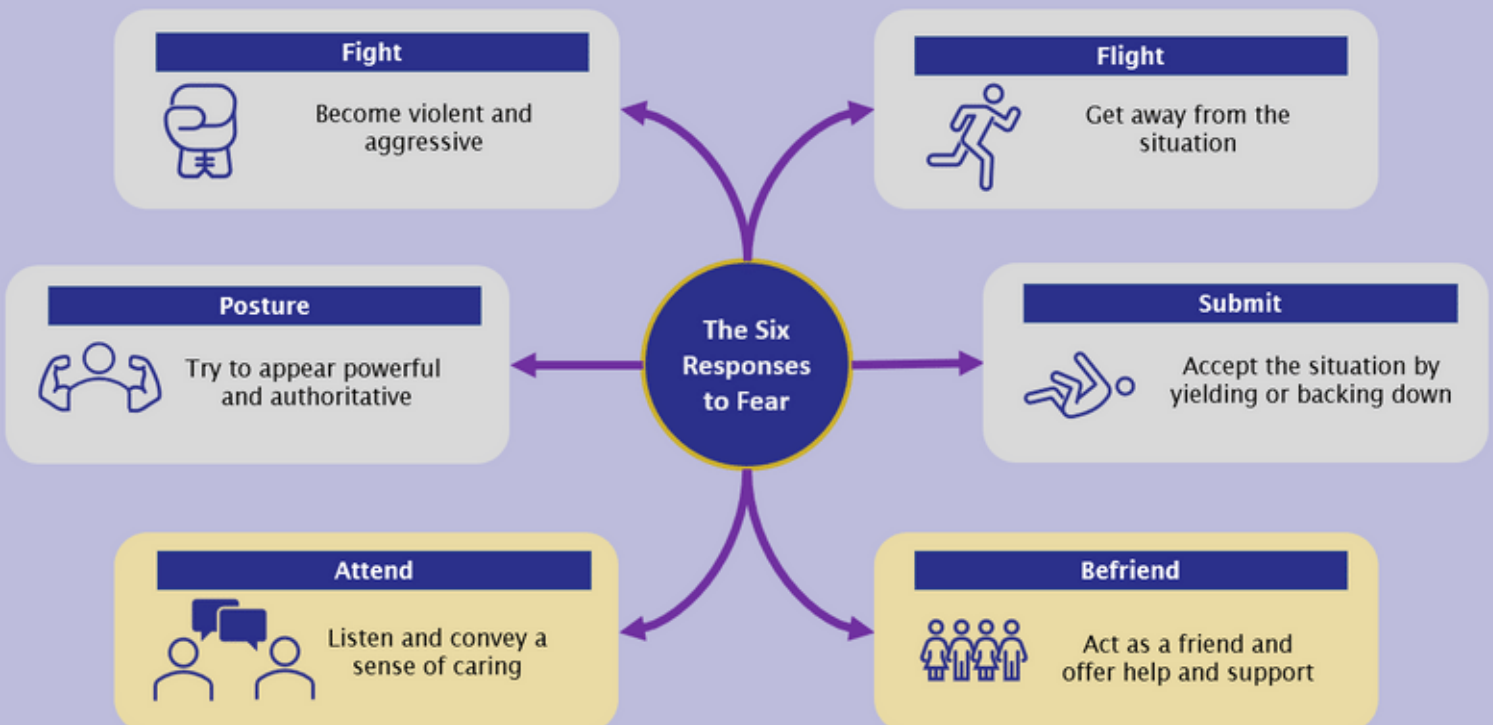 Fight
Become violent and
aggressive
Flight
Get away from the
situation
Posture
Try to appear powerful
and authoritative
The Six
Responses
to Fear
Submit
Accept the situation by
yielding or backing down
Attend
Listen and convey a
sense of caring
Befriend
Act as a friend and
offer help and support